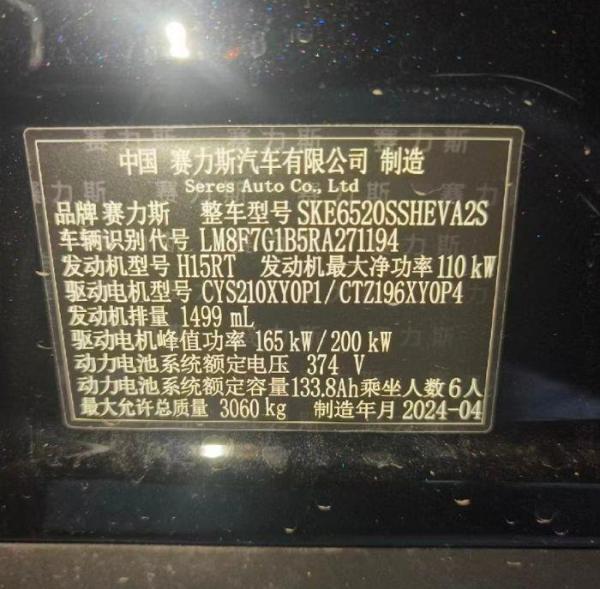 中国 赛力斯汽车有限公司 制造
Seres Auto Co., Ltd
品牌 赛力斯 整车型号 SKE6520SSHEVA2S
车辆识别代号 LM8F7G1B5RA271194
发动机型号 H15RT 发动机最大净功率 110 kW
驱动电机型号 CYS210XY0P1/CTZ196XY0P4
发动机排量 1499 mL
驱动电机峰值功率 165 kW/200 kW
动力电池系统额定电压 374 V
动力电池系统额定容量133.8Ah乘坐人数6人
最大允许总质量 3060 kg 制造年月 2024-04